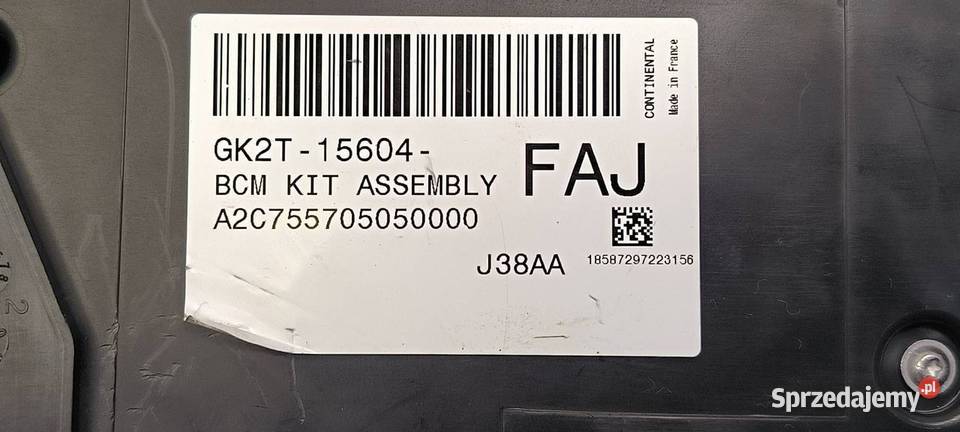 CONTINENTAL
Made in France
GK2T-15604-
FAJ
BCM KIT ASSEMBLY
A2C755705050000
J38AA
18587297223156
Sprzedajemy.pl